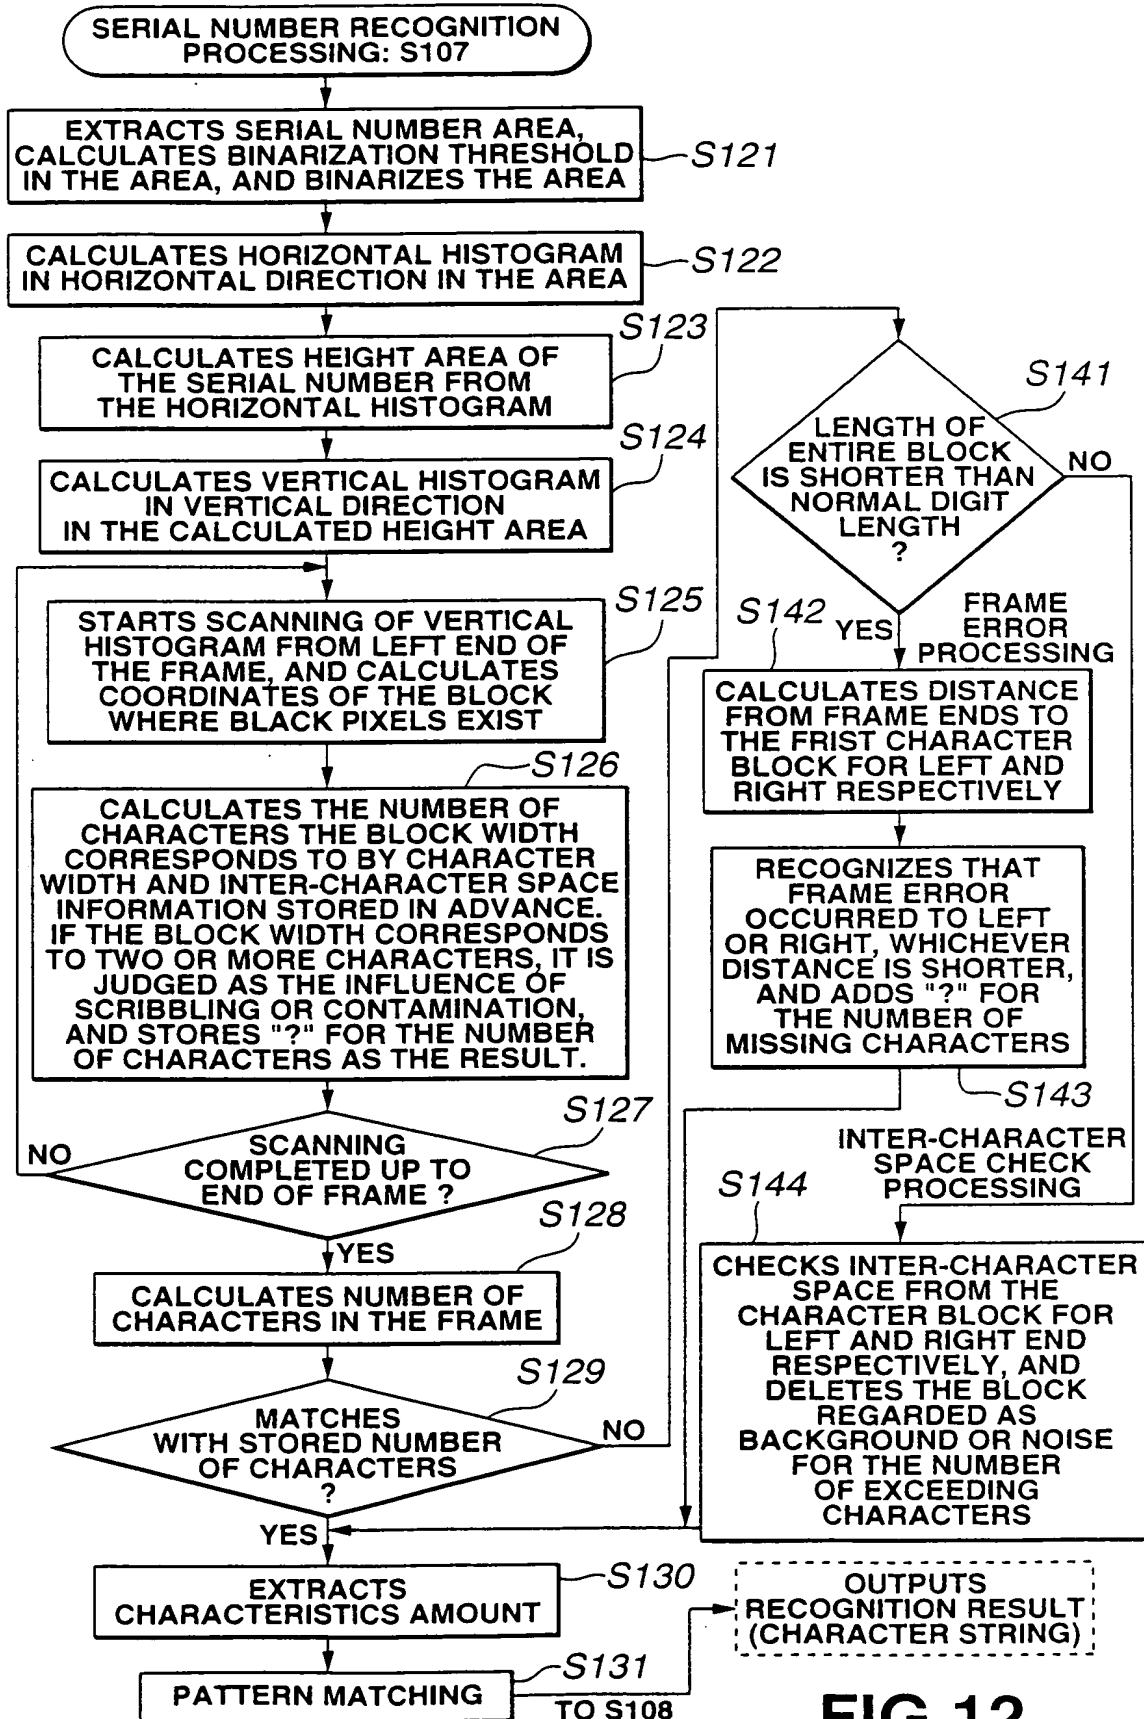 SERIAL NUMBER RECOGNITION
PROCESSING: S107
EXTRACTS SERIAL NUMBER AREA,
CALCULATES BINARIZATION THRESHOLD
IN THE AREA, AND BINARIZES THE AREA
S121
CALCULATES HORIZONTAL HISTOGRAM
IN HORIZONTAL DIRECTION IN THE AREA
S122
CALCULATES HEIGHT AREA OF
THE SERIAL NUMBER FROM
THE HORIZONTAL HISTOGRAM
S123
CALCULATES VERTICAL HISTOGRAM
IN VERTICAL DIRECTION
IN THE CALCULATED HEIGHT AREA
S124
STARTS SCANNING OF VERTICAL
HISTOGRAM FROM LEFT END OF
THE FRAME, AND CALCULATES
COORDINATES OF THE BLOCK
WHERE BLACK PIXELS EXIST
S125
CALCULATES THE NUMBER OF
CHARACTERS THE BLOCK WIDTH
CORRESPONDS TO BY CHARACTER
WIDTH AND INTER-CHARACTER SPACE
INFORMATION STORED IN ADVANCE.
IF THE BLOCK WIDTH CORRESPONDS
TO TWO OR MORE CHARACTERS, IT IS
JUDGED AS THE INFLUENCE OF
SCRIBBLING OR CONTAMINATION,
AND STORES "?" FOR THE NUMBER
OF CHARACTERS AS THE RESULT.
S126
SCANNING
COMPLETED UP TO
END OF FRAME ?
S127
NO
YES
CALCULATES NUMBER OF
CHARACTERS IN THE FRAME
S128
MATCHES
WITH STORED NUMBER
OF CHARACTERS
?
S129
NO
YES
EXTRACTS
CHARACTERISTICS AMOUNT
S130
PATTERN MATCHING
S131
TO S108
LENGTH OF
ENTIRE BLOCK
IS SHORTER THAN
NORMAL DIGIT
LENGTH
?
S141
NO
YES
FRAME
ERROR
PROCESSING
S142
CALCULATES DISTANCE
FROM FRAME ENDS TO
THE FRIST CHARACTER
BLOCK FOR LEFT AND
RIGHT RESPECTIVELY
RECOGNIZES THAT
FRAME ERROR
OCCURRED TO LEFT
OR RIGHT, WHICHEVER
DISTANCE IS SHORTER,
AND ADDS "?" FOR
THE NUMBER OF
MISSING CHARACTERS
S143
INTER-CHARACTER
SPACE CHECK
PROCESSING
S144
CHECKS INTER-CHARACTER
SPACE FROM THE
CHARACTER BLOCK FOR
LEFT AND RIGHT END
RESPECTIVELY, AND
DELETES THE BLOCK
REGARDED AS
BACKGROUND OR NOISE
FOR THE NUMBER
OF EXCEEDING
CHARACTERS
OUTPUTS
RECOGNITION RESULT
(CHARACTER STRING)
FIG.12